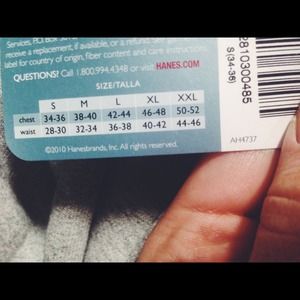 Services, P.O. Box
receive a replacement, if available, or a refund.
label for country of origin, fiber content and care instructions.
QUESTIONS? Call 1.800.994.4348 or visit HANES.COM
SIZE/TALLA
S M L XL XXL
chest 34-36 38-40 42-44 46-48 50-52
waist 28-30 32-34 36-38 40-42 44-46
©2010 Hanesbrands, Inc. All rights reserved.
AH4737
2810300485
S(34-36)